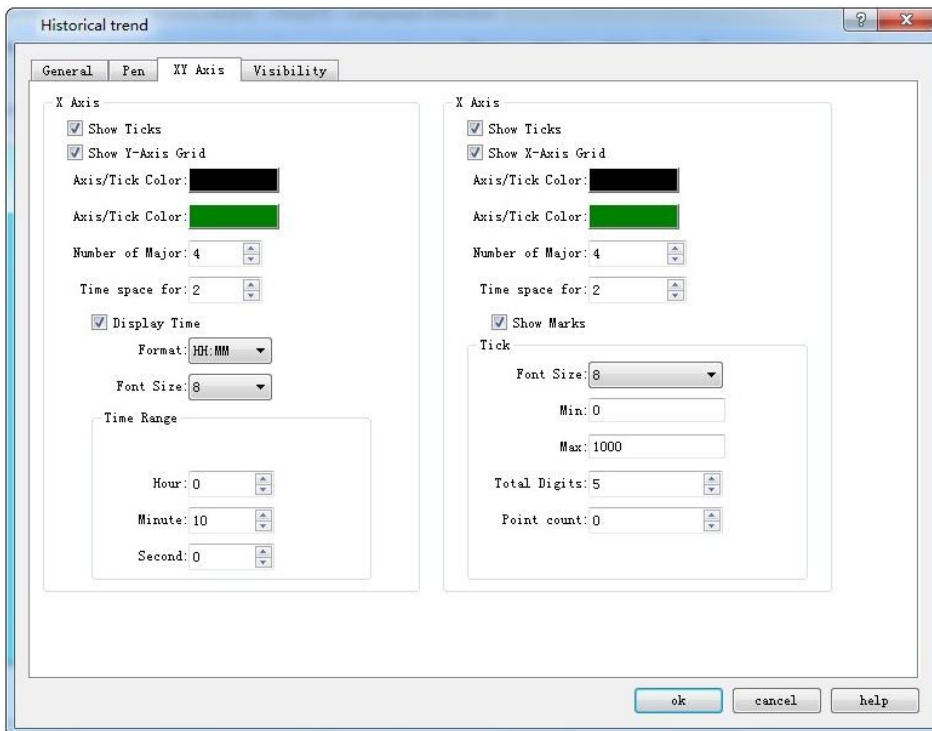 Historical trend
General Pen XY Axis Visibility
X Axis
Show Ticks
Show Y-Axis Grid
Axis/Tick Color:
Axis/Tick Color:
Number of Major: 4
Time space for: 2
Display Time
Format: HH:MM
Font Size: 8
Time Range
Hour: 0
Minute: 10
Second: 0
X Axis
Show Ticks
Show X-Axis Grid
Axis/Tick Color:
Axis/Tick Color:
Number of Major: 4
Time space for: 2
Show Marks
Tick
Font Size: 8
Min: 0
Max: 1000
Total Digits: 5
Point count: 0
ok cancel help